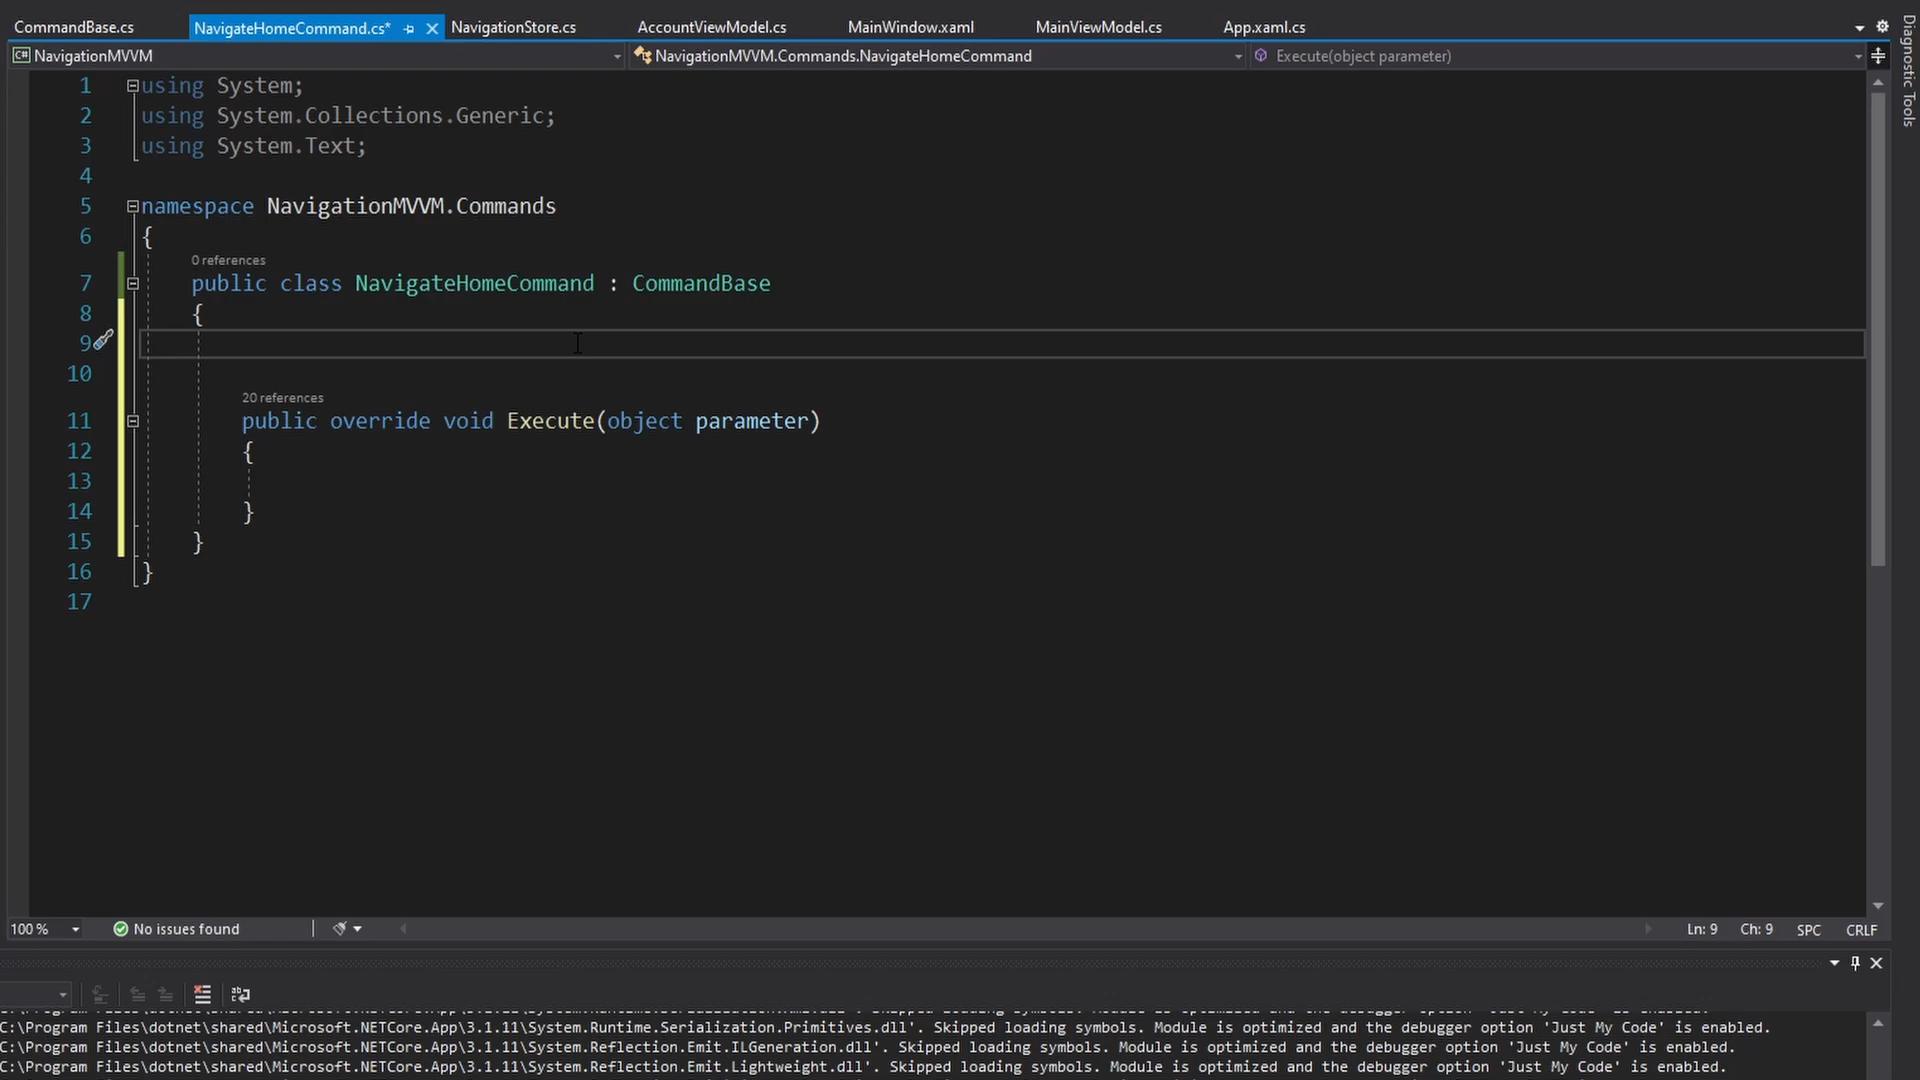 CommandBase.cs NavigateHomeCommand.cs* NavigationStore.cs AccountViewModel.cs MainWindow.xaml MainViewModel.cs App.xaml.cs
C# NavigationMVVM NavigationMVVM.Commands.NavigateHomeCommand Execute(object parameter)
Diagnostic Tools
1 using System;
2 using System.Collections.Generic;
3 using System.Text;
4
5 namespace NavigationMVVM.Commands
6 {
0 references
7 public class NavigateHomeCommand : CommandBase
8 {
9
10
20 references
11 public override void Execute(object parameter)
12 {
13
14 }
15 }
16 }
17
100 % No issues found Ln: 9 Ch: 9 SPC CRLF
C:\Program Files\dotnet\shared\Microsoft.NETCore.App\3.1.11\System.Runtime.Serialization.Primitives.dll'. Skipped loading symbols. Module is optimized and the debugger option 'Just My Code' is enabled.
C:\Program Files\dotnet\shared\Microsoft.NETCore.App\3.1.11\System.Reflection.Emit.ILGeneration.dll'. Skipped loading symbols. Module is optimized and the debugger option 'Just My Code' is enabled.
C:\Program Files\dotnet\shared\Microsoft.NETCore.App\3.1.11\System.Reflection.Emit.Lightweight.dll'. Skipped loading symbols. Module is optimized and the debugger option 'Just My Code' is enabled.